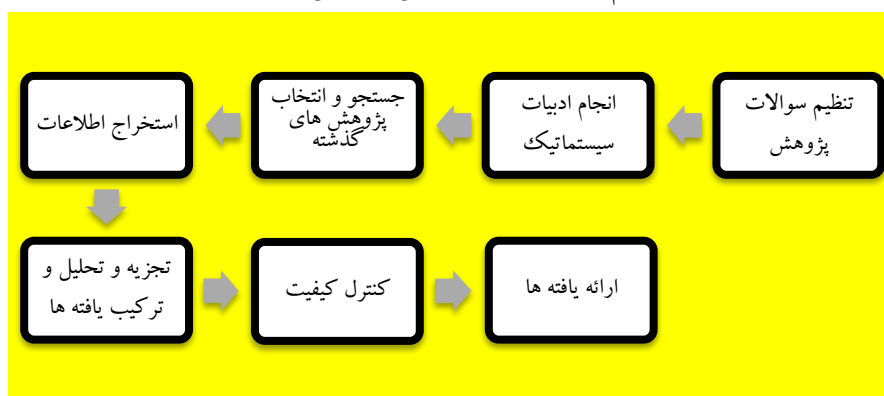 تنظیم سوالات
پژوهش
انجام ادبیات
سیستماتیک
جستجو و انتخاب
پژوهش های
گذشته
استخراج اطلاعات
تجزیه و تحلیل و
ترکیب یافته ها
کنترل کیفیت
ارائه یافته ها